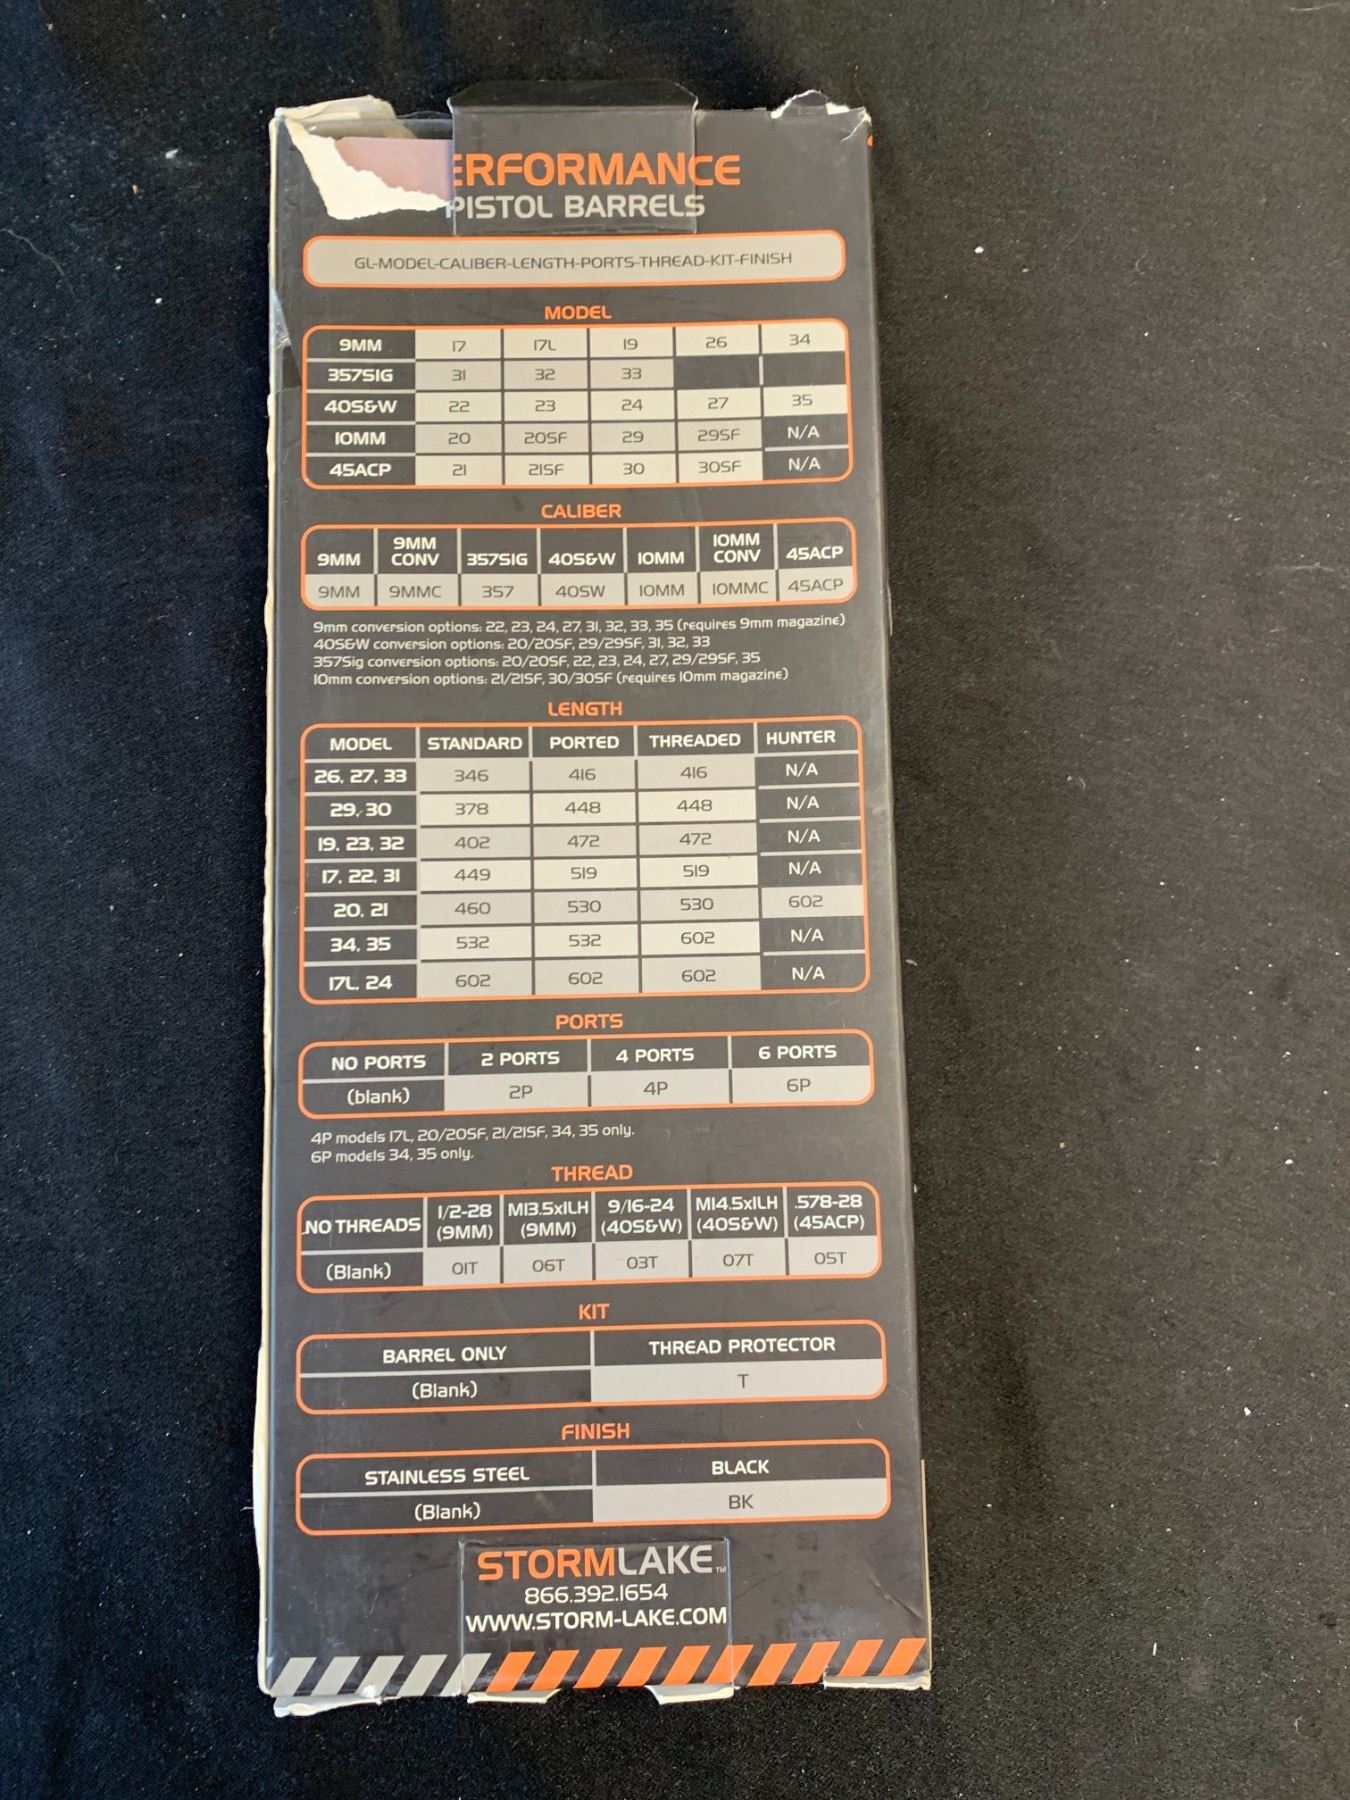 ERFORMANCE
PISTOL BARRELS
GL-MODEL-CALIBER-LENGTH-PORTS-THREAD-KIT-FINISH
MODEL
9MM 17 17L 19 26 34
357SIG 31 32 33
40S&W 22 23 24 27 35
10MM 20 20SF 29 29SF N/A
45ACP 21 21SF 30 30SF N/A
CALIBER
9MM 9MM CONV 357SIG 40S&W 10MM 10MM CONV 45ACP
9MM 9MMC 357 40SW 10MM 10MMC 45ACP
9mm conversion options: 22, 23, 24, 27, 31, 32, 33, 35 (requires 9mm magazine)
40S&W conversion options: 20/20SF, 29/29SF, 31, 32, 33
357Sig conversion options: 20/20SF, 22, 23, 24, 27, 29/29SF, 35
10mm conversion options: 21/21SF, 30/30SF (requires 10mm magazine)
LENGTH
MODEL STANDARD PORTED THREADED HUNTER
26, 27, 33 346 416 416 N/A
29, 30 378 448 448 N/A
19, 23, 32 402 472 472 N/A
17, 22, 31 449 519 519 N/A
20, 21 460 530 530 602
34, 35 532 532 602 N/A
17L, 24 602 602 602 N/A
PORTS
NO PORTS 2 PORTS 4 PORTS 6 PORTS
(blank) 2P 4P 6P
4P models 17L, 20/20SF, 21/21SF, 34, 35 only.
6P models 34, 35 only.
THREAD
NO THREADS 1/2-28 (9MM) M13.5x1LH (9MM) 9/16-24 (40S&W) M14.5x1LH (40S&W) .578-28 (45ACP)
(Blank) 01T 06T 03T 07T 05T
KIT
BARREL ONLY THREAD PROTECTOR
(Blank) T
FINISH
STAINLESS STEEL BLACK
(Blank) BK
STORMLAKE™
866.392.1654
WWW.STORM-LAKE.COM